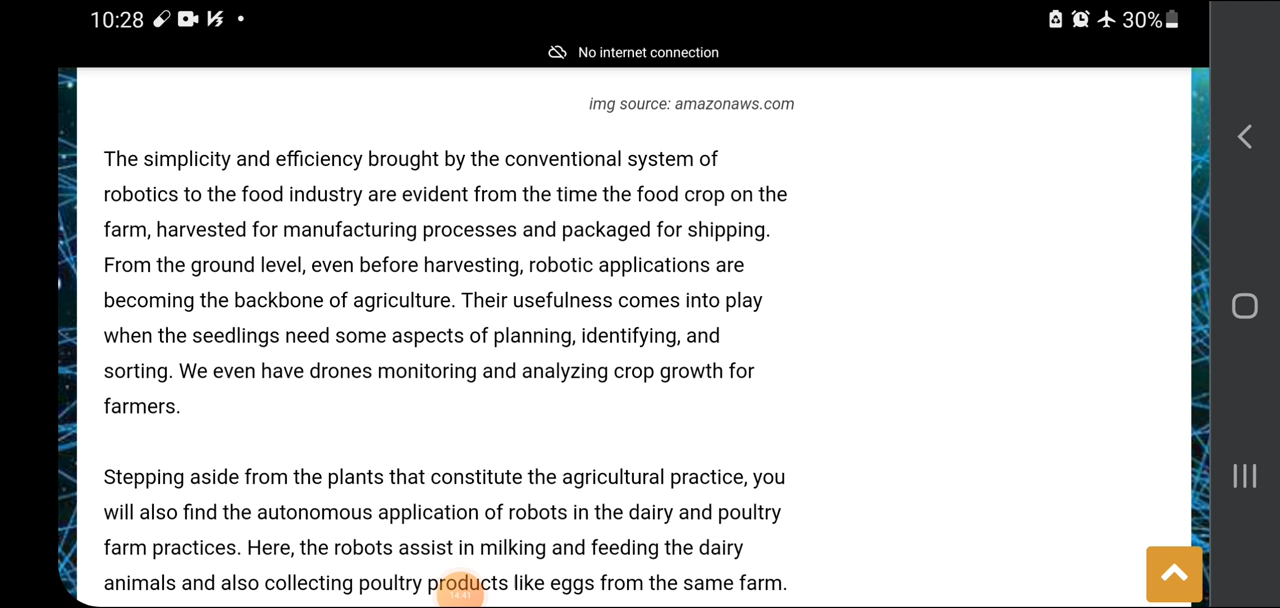 10:28
30%
No internet connection
img source: amazonaws.com
The simplicity and efficiency brought by the conventional system of
robotics to the food industry are evident from the time the food crop on the
farm, harvested for manufacturing processes and packaged for shipping.
From the ground level, even before harvesting, robotic applications are
becoming the backbone of agriculture. Their usefulness comes into play
when the seedlings need some aspects of planning, identifying, and
sorting. We even have drones monitoring and analyzing crop growth for
farmers.
Stepping aside from the plants that constitute the agricultural practice, you
will also find the autonomous application of robots in the dairy and poultry
farm practices. Here, the robots assist in milking and feeding the dairy
animals and also collecting poultry products like eggs from the same farm.
14:41